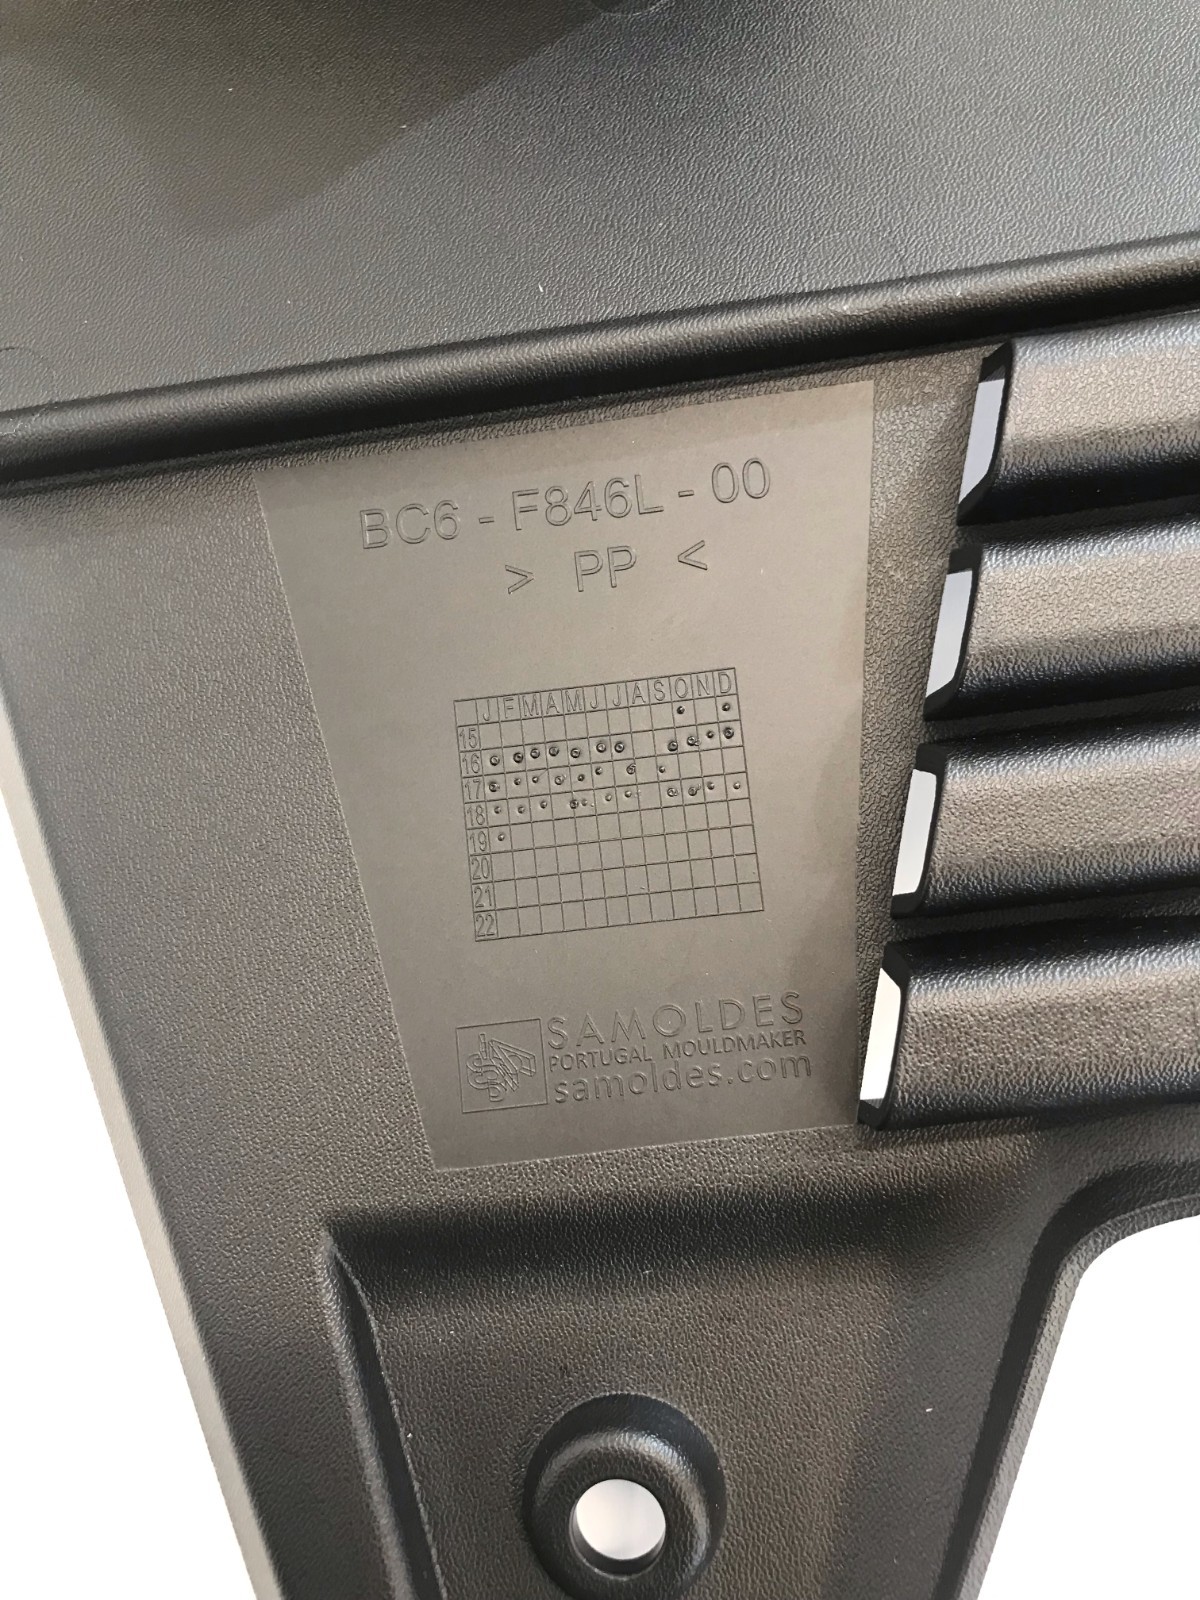 BC6 - F846L - 00
> PP <
J F M A M J J A S O N D
15
16
17
18
19
20
21
22
SAMOLDES
PORTUGAL MOULDMAKER
samoldes.com